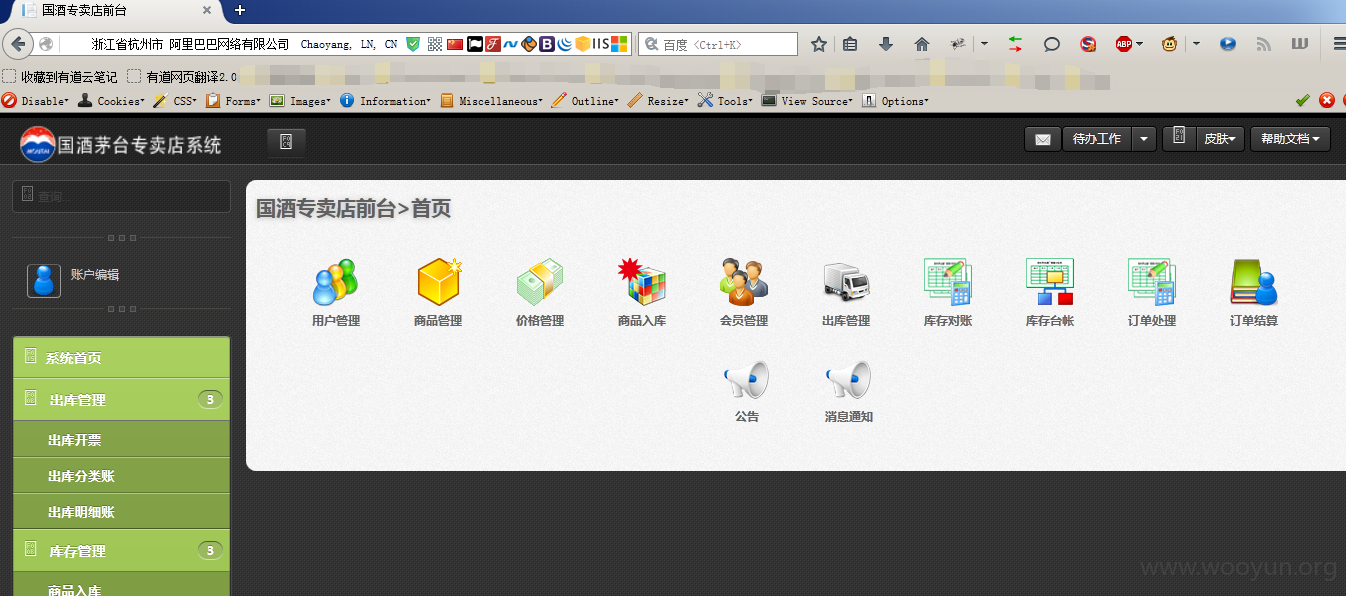 国酒专卖店前台
浙江省杭州市 阿里巴巴网络有限公司 Chaoyang, LN, CN IIS 百度 <Ctrl+K> ABP
收藏到有道云笔记 有道网页翻译2.0
Disable Cookies CSS Forms Images Information Miscellaneous Outline Resize Tools View Source Options
MOUTAI 国酒茅台专卖店系统 待办工作 皮肤 帮助文档
查询
国酒专卖店前台>首页
账户编辑
用户管理 商品管理 价格管理 商品入库 会员管理 出库管理 库存对账 库存台帐 订单处理 订单结算
系统首页
出库管理 3
公告 消息通知
出库开票
出库分类账
出库明细账
库存管理 3
商品入库
www.wooyun.org